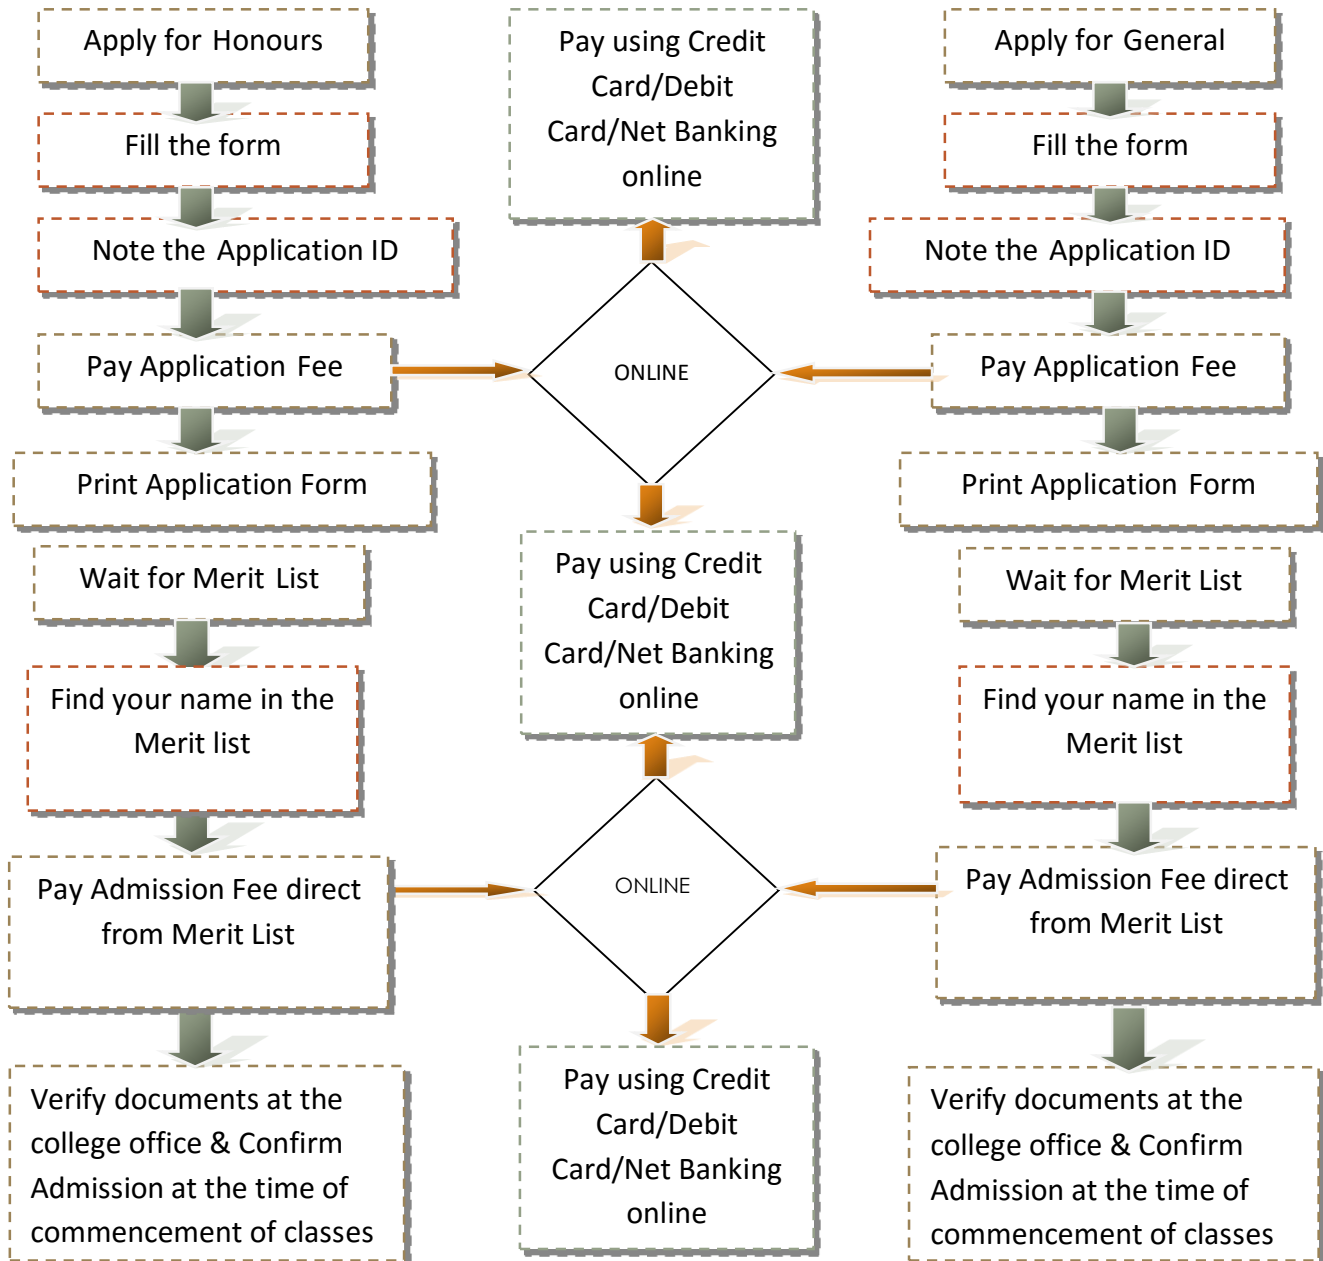 Apply for Honours
Fill the form
Note the Application ID
Pay Application Fee
Print Application Form
Wait for Merit List
Find your name in the
Merit list
Pay Admission Fee direct
from Merit List
Verify documents at the
college office & Confirm
Admission at the time of
commencement of classes
Pay using Credit
Card/Debit
Card/Net Banking
online
ONLINE
Pay using Credit
Card/Debit
Card/Net Banking
online
ONLINE
Pay using Credit
Card/Debit
Card/Net Banking
online
Apply for General
Fill the form
Note the Application ID
Pay Application Fee
Print Application Form
Wait for Merit List
Find your name in the
Merit list
Pay Admission Fee direct
from Merit List
Verify documents at the
college office & Confirm
Admission at the time of
commencement of classes